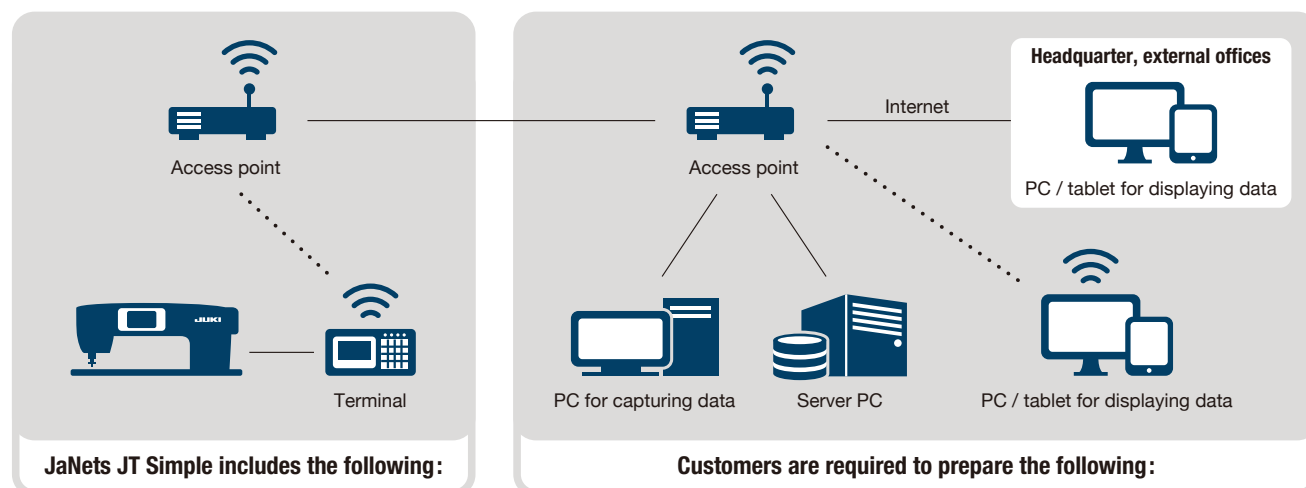 Access point
JUKI
Terminal
JaNets JT Simple includes the following:
Access point
Internet
Headquarter, external offices
PC / tablet for displaying data
PC for capturing data
Server PC
PC / tablet for displaying data
Customers are required to prepare the following: